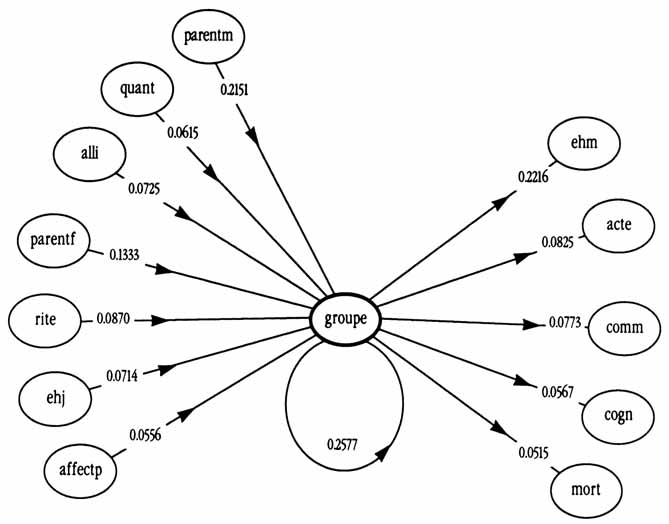 parentm
0.2151
quant
0.0615
alli
0.0725
parentf
0.1333
rite
0.0870
ehj
0.0714
affectp
0.0556
groupe
0.2577
ehm
0.2216
acte
0.0825
comm
0.0773
cogn
0.0567
mort
0.0515